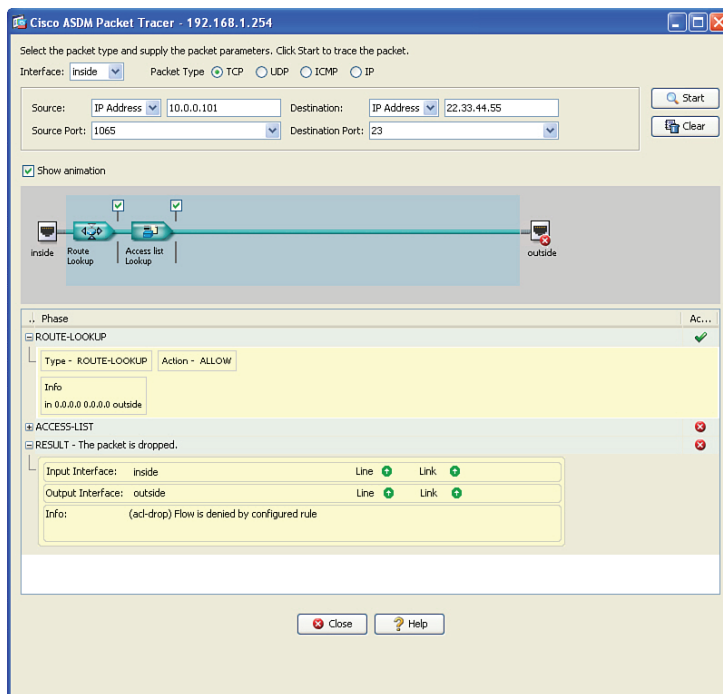 Cisco ASDM Packet Tracer - 192.168.1.254
Select the packet type and supply the packet parameters. Click Start to trace the packet.
Interface: inside Packet Type TCP UDP ICMP IP
Source: IP Address 10.0.0.101 Destination: IP Address 22.33.44.55
Start
Source Port: 1065 Destination Port: 23
Clear
Show animation
inside
Route Lookup
Access list Lookup
outside
.. Phase Ac...
ROUTE-LOOKUP
Type - ROUTE-LOOKUP Action - ALLOW
Info
in 0.0.0.0 0.0.0.0 outside
ACCESS-LIST
RESULT - The packet is dropped.
Input Interface: inside Line Link
Output Interface: outside Line Link
Info: (acl-drop) Flow is denied by configured rule
Close Help